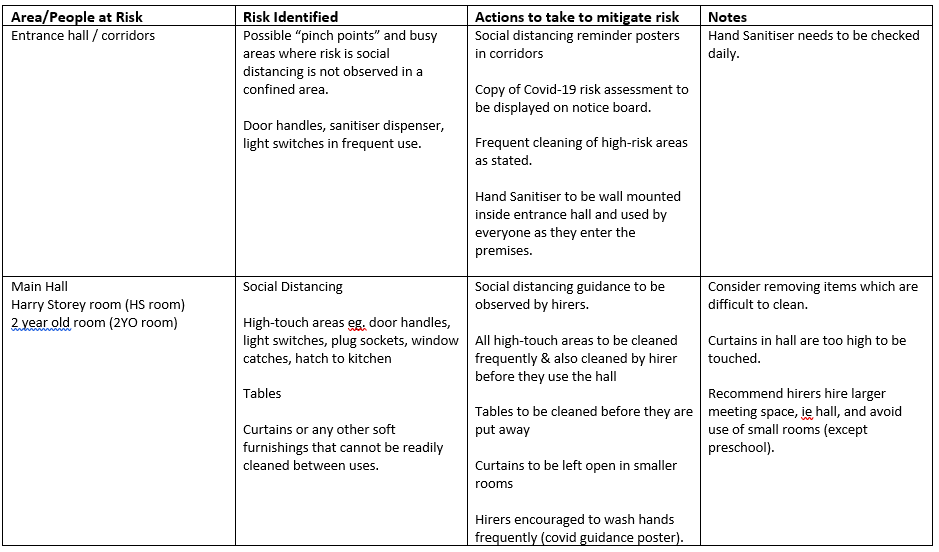 Area/People at Risk
Risk Identified
Actions to take to mitigate risk
Notes
Entrance hall / corridors
Possible “pinch points” and busy
areas where risk is social
distancing is not observed in a
confined area.
Door handles, sanitiser dispenser,
light switches in frequent use.
Social distancing reminder posters
in corridors
Copy of Covid-19 risk assessment to
be displayed on notice board.
Frequent cleaning of high-risk areas
as stated.
Hand Sanitiser to be wall mounted
inside entrance hall and used by
everyone as they enter the
premises.
Hand Sanitiser needs to be checked
daily.
Main Hall
Harry Storey room (HS room)
2 year old room (2YO room)
Social Distancing
High-touch areas eg. door handles,
light switches, plug sockets, window
catches, hatch to kitchen
Tables
Curtains or any other soft
furnishings that cannot be readily
cleaned between uses.
Social distancing guidance to be
observed by hirers.
All high-touch areas to be cleaned
frequently & also cleaned by hirer
before they use the hall
Tables to be cleaned before they are
put away
Curtains to be left open in smaller
rooms
Hirers encouraged to wash hands
frequently (covid guidance poster).
Consider removing items which are
difficult to clean.
Curtains in hall are too high to be
touched.
Recommend hirers hire larger
meeting space, ie hall, and avoid
use of small rooms (except
preschool).